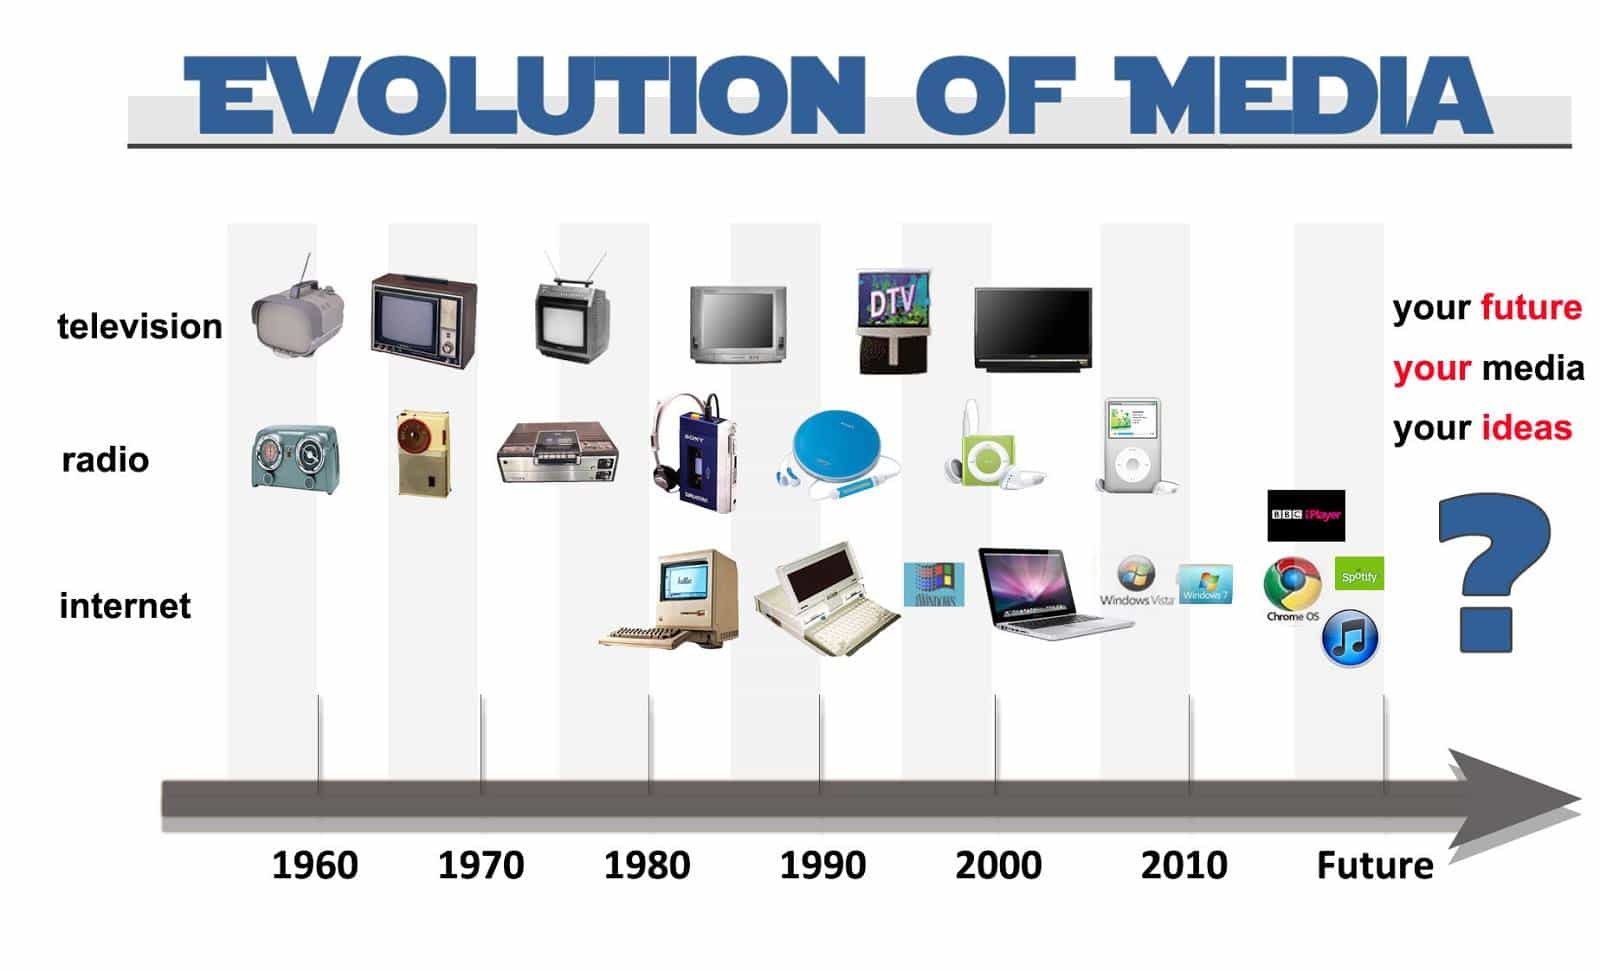 EVOLUTION OF MEDIA
television
DTV
your future
your media
your ideas
radio
SONY
WALKMAN
BBC iPlayer
internet
hello
WINDOWS
Windows Vista
Windows 7
Chrome OS
Spotify
1960
1970
1980
1990
2000
2010
Future
?